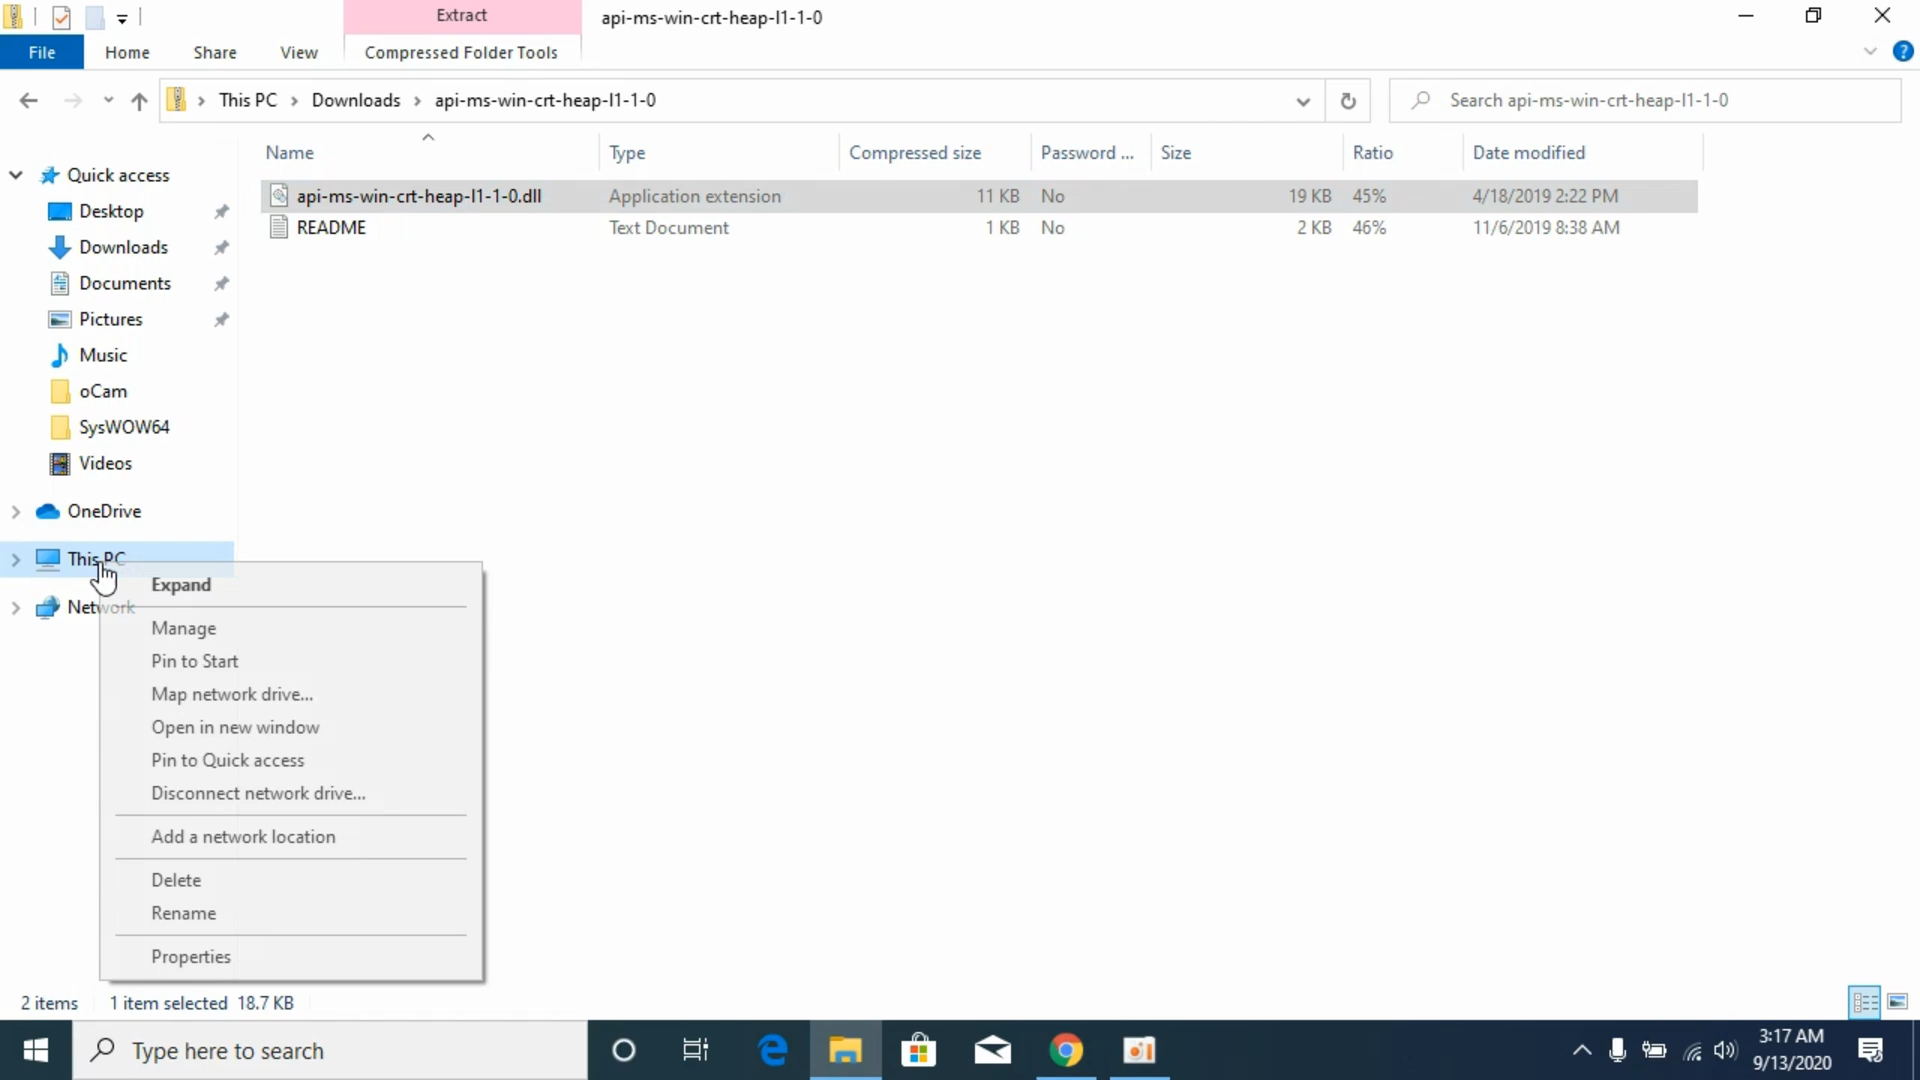 Extract
api-ms-win-crt-heap-l1-1-0
File Home Share View Compressed Folder Tools
This PC Downloads api-ms-win-crt-heap-l1-1-0
Search api-ms-win-crt-heap-l1-1-0
Name Type Compressed size Password ... Size Ratio Date modified
api-ms-win-crt-heap-l1-1-0.dll Application extension 11 KB No 19 KB 45% 4/18/2019 2:22 PM
README Text Document 1 KB No 2 KB 46% 11/6/2019 8:38 AM
Quick access
Desktop
Downloads
Documents
Pictures
Music
oCam
SysWOW64
Videos
OneDrive
This PC
Network
Expand
Manage
Pin to Start
Map network drive...
Open in new window
Pin to Quick access
Disconnect network drive...
Add a network location
Delete
Rename
Properties
2 items 1 item selected 18.7 KB
Type here to search
3:17 AM
9/13/2020